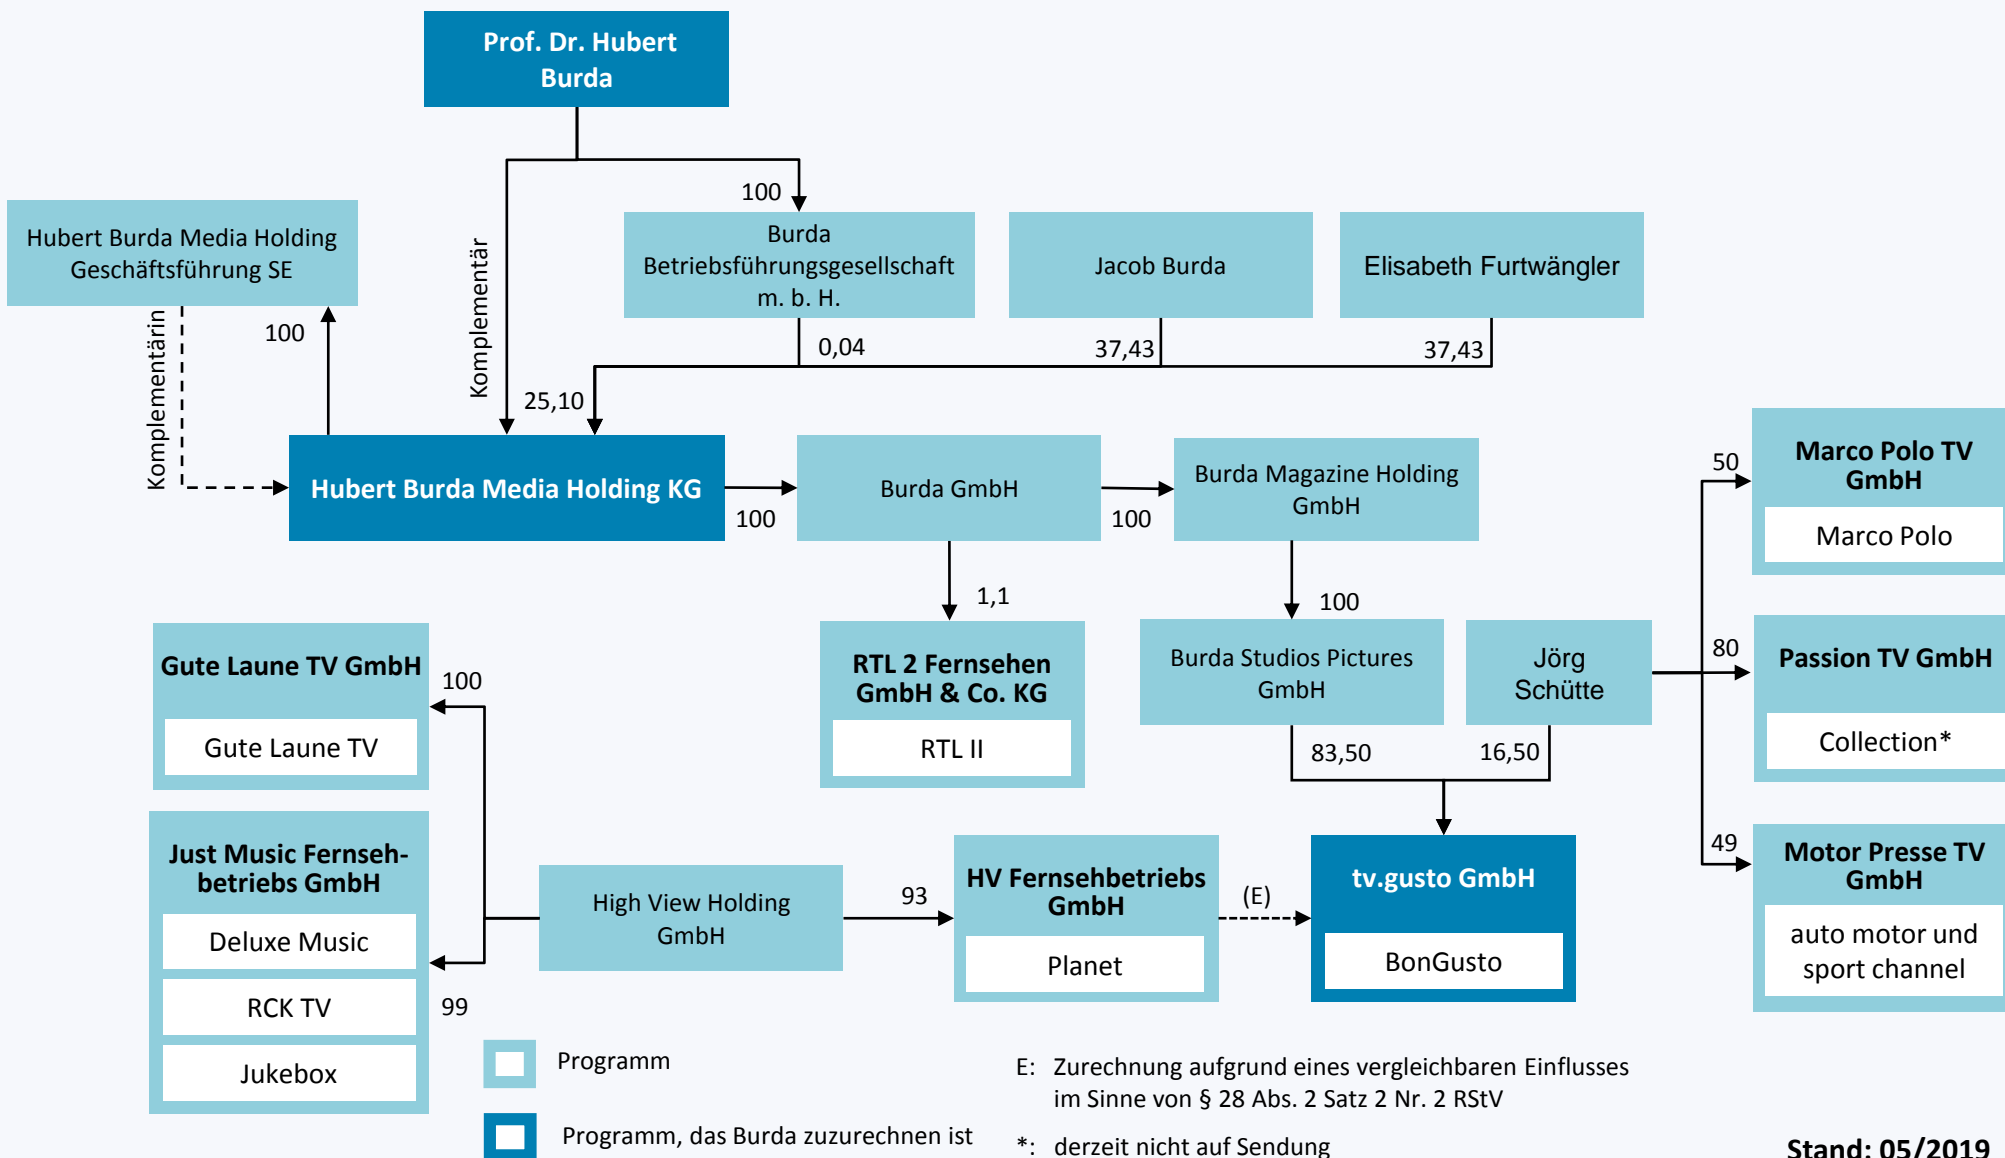 Prof. Dr. Hubert
Burda
100
Hubert Burda Media Holding
Geschäftsführung SE
Burda
Betriebsführungsgesellschaft
m. b. H.
Jacob Burda
Elisabeth Furtwängler
Komplementärin
100
Komplementär
0,04
37,43
37,43
25,10
Hubert Burda Media Holding KG
100
Burda GmbH
100
Burda Magazine Holding
GmbH
50
Marco Polo TV
GmbH
Marco Polo
1,1
100
Gute Laune TV GmbH
Gute Laune TV
100
RTL 2 Fernsehen
GmbH & Co. KG
RTL II
Burda Studios Pictures
GmbH
Jörg
Schütte
80
Passion TV GmbH
Collection*
83,50
16,50
Just Music Fernseh-
betriebs GmbH
Deluxe Music
RCK TV
Jukebox
99
High View Holding
GmbH
93
HV Fernsehbetriebs
GmbH
Planet
(E)
tv.gusto GmbH
BonGusto
49
Motor Presse TV
GmbH
auto motor und
sport channel
Programm
Programm, das Burda zuzurechnen ist
E: Zurechnung aufgrund eines vergleichbaren Einflusses
im Sinne von § 28 Abs. 2 Satz 2 Nr. 2 RStV
*: derzeit nicht auf Sendung
Stand: 05/2019